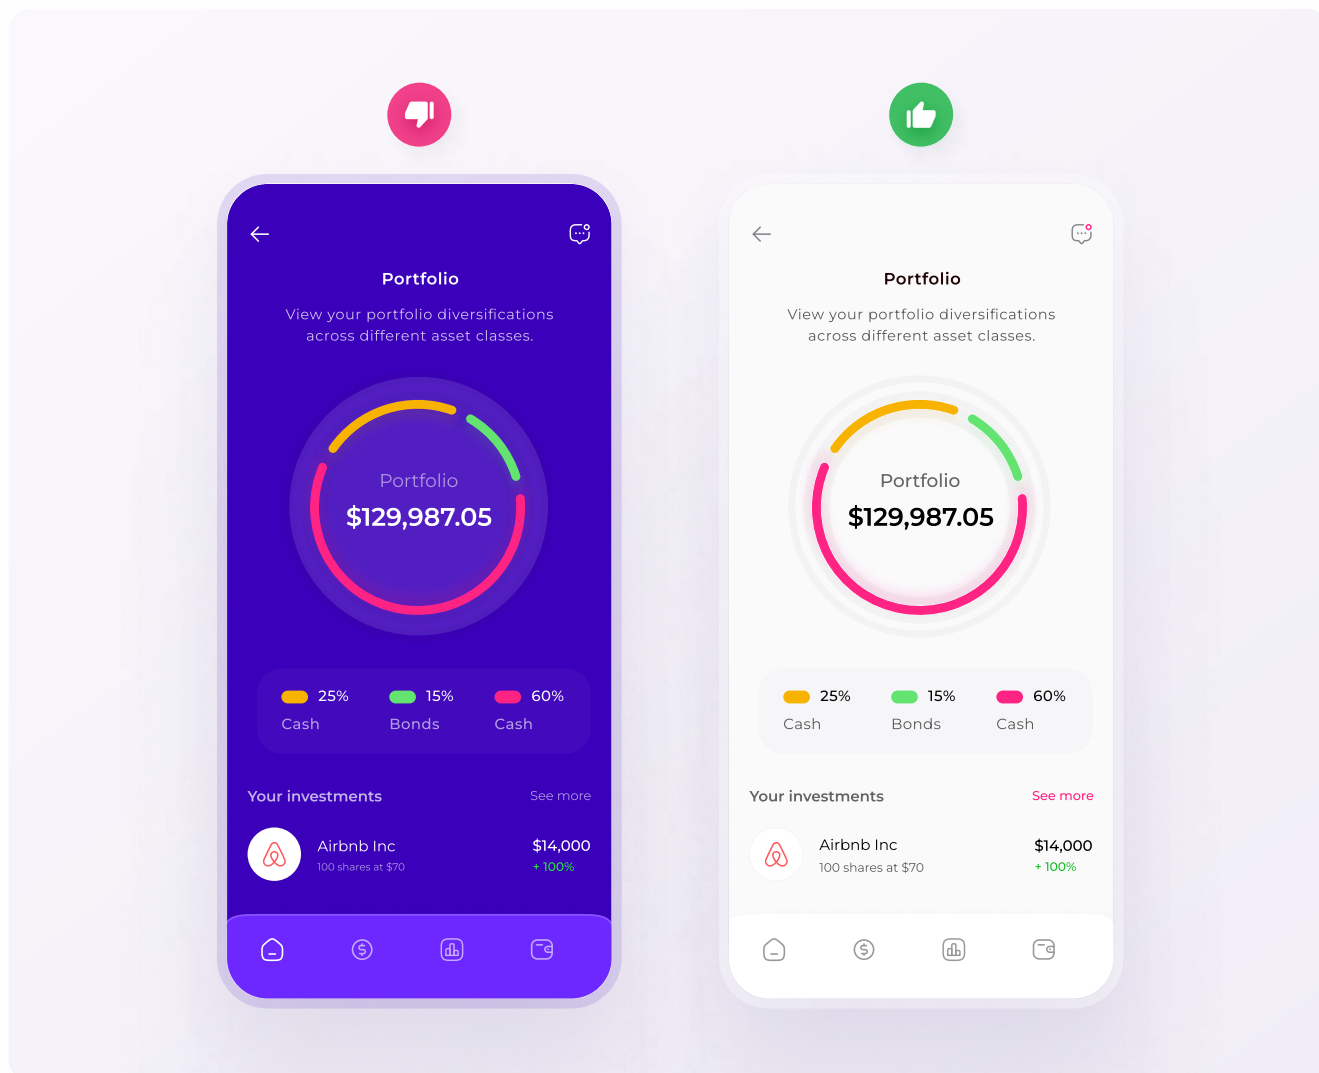 Portfolio
View your portfolio diversifications
across different asset classes.
Portfolio
$129,987.05
25%
15%
60%
Cash
Bonds
Cash
Your investments
See more
Airbnb Inc
$14,000
100 shares at $70
+ 100%
Portfolio
View your portfolio diversifications
across different asset classes.
Portfolio
$129,987.05
25%
15%
60%
Cash
Bonds
Cash
Your investments
See more
Airbnb Inc
$14,000
100 shares at $70
+ 100%